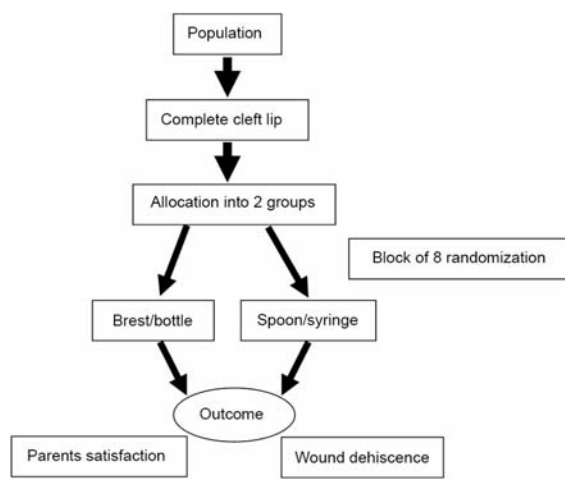 Population
Complete cleft lip
Allocation into 2 groups
Block of 8 randomization
Brest/bottle
Spoon/syringe
Outcome
Parents satisfaction
Wound dehiscence